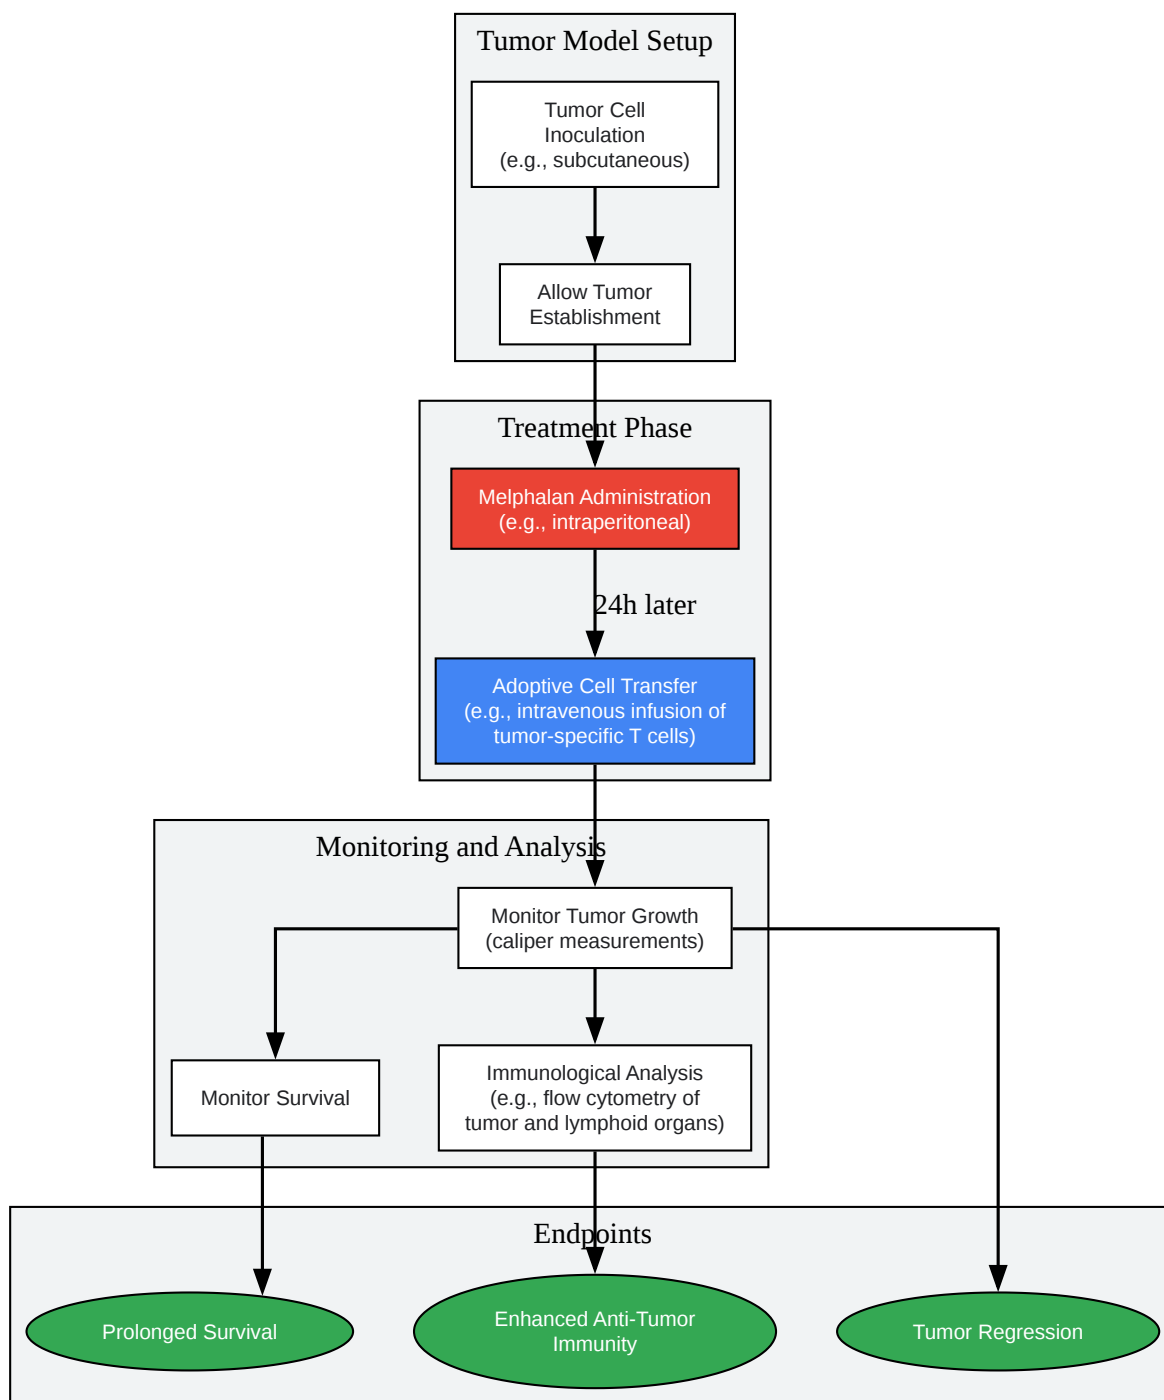 Tumor Model Setup
Tumor Cell
Inoculation
(e.g., subcutaneous)
Allow Tumor
Establishment
Treatment Phase
Melphalan Administration
(e.g., intraperitoneal)
24h later
Adoptive Cell Transfer
(e.g., intravenous infusion of
tumor-specific T cells)
Monitoring and Analysis
Monitor Tumor Growth
(caliper measurements)
Monitor Survival
Immunological Analysis
(e.g., flow cytometry of
tumor and lymphoid organs)
Endpoints
Prolonged Survival
Enhanced Anti-Tumor
Immunity
Tumor Regression